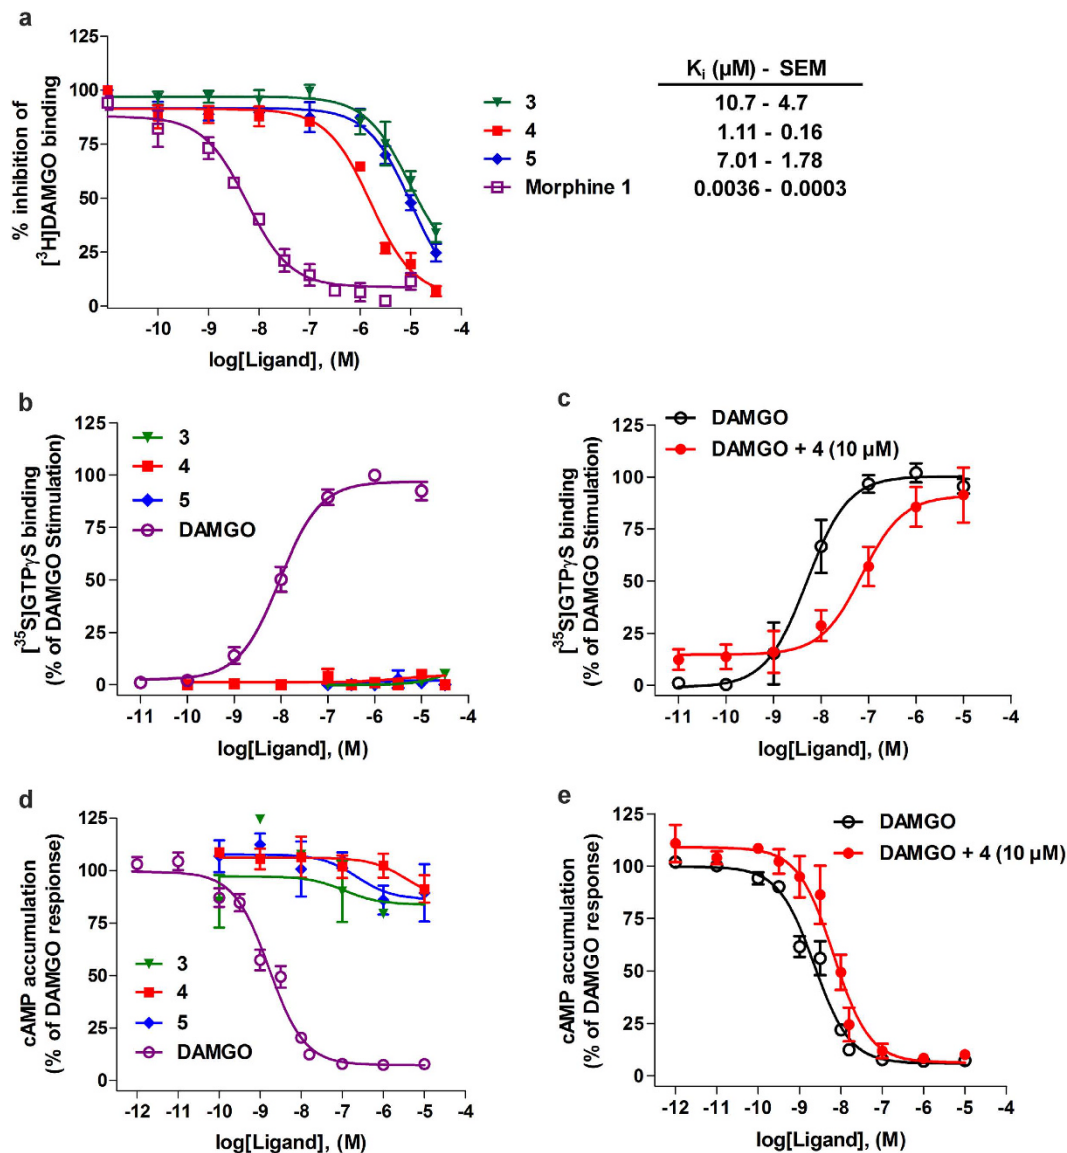 a
% inhibition of
[³H]DAMGO binding
125
100
75
50
25
0
-10 -9 -8 -7 -6 -5 -4
log[Ligand], (M)
3
4
5
Morphine 1
Kᵢ (µM) - SEM
10.7 - 4.7
1.11 - 0.16
7.01 - 1.78
0.0036 - 0.0003
b
[³⁵S]GTPγS binding
(% of DAMGO Stimulation)
125
100
75
50
25
0
3
4
5
DAMGO
-11 -10 -9 -8 -7 -6 -5 -4
log[Ligand], (M)
c
[³⁵S]GTPγS binding
(% of DAMGO Stimulation)
125
100
75
50
25
0
DAMGO
DAMGO + 4 (10 µM)
-11 -10 -9 -8 -7 -6 -5 -4
log[Ligand], (M)
d
cAMP accumulation
(% of DAMGO response)
125
100
75
50
25
0
3
4
5
DAMGO
-12 -11 -10 -9 -8 -7 -6 -5 -4
log[Ligand], (M)
e
cAMP accumulation
(% of DAMGO response)
125
100
75
50
25
0
DAMGO
DAMGO + 4 (10 µM)
-12 -11 -10 -9 -8 -7 -6 -5 -4
log[Ligand], (M)